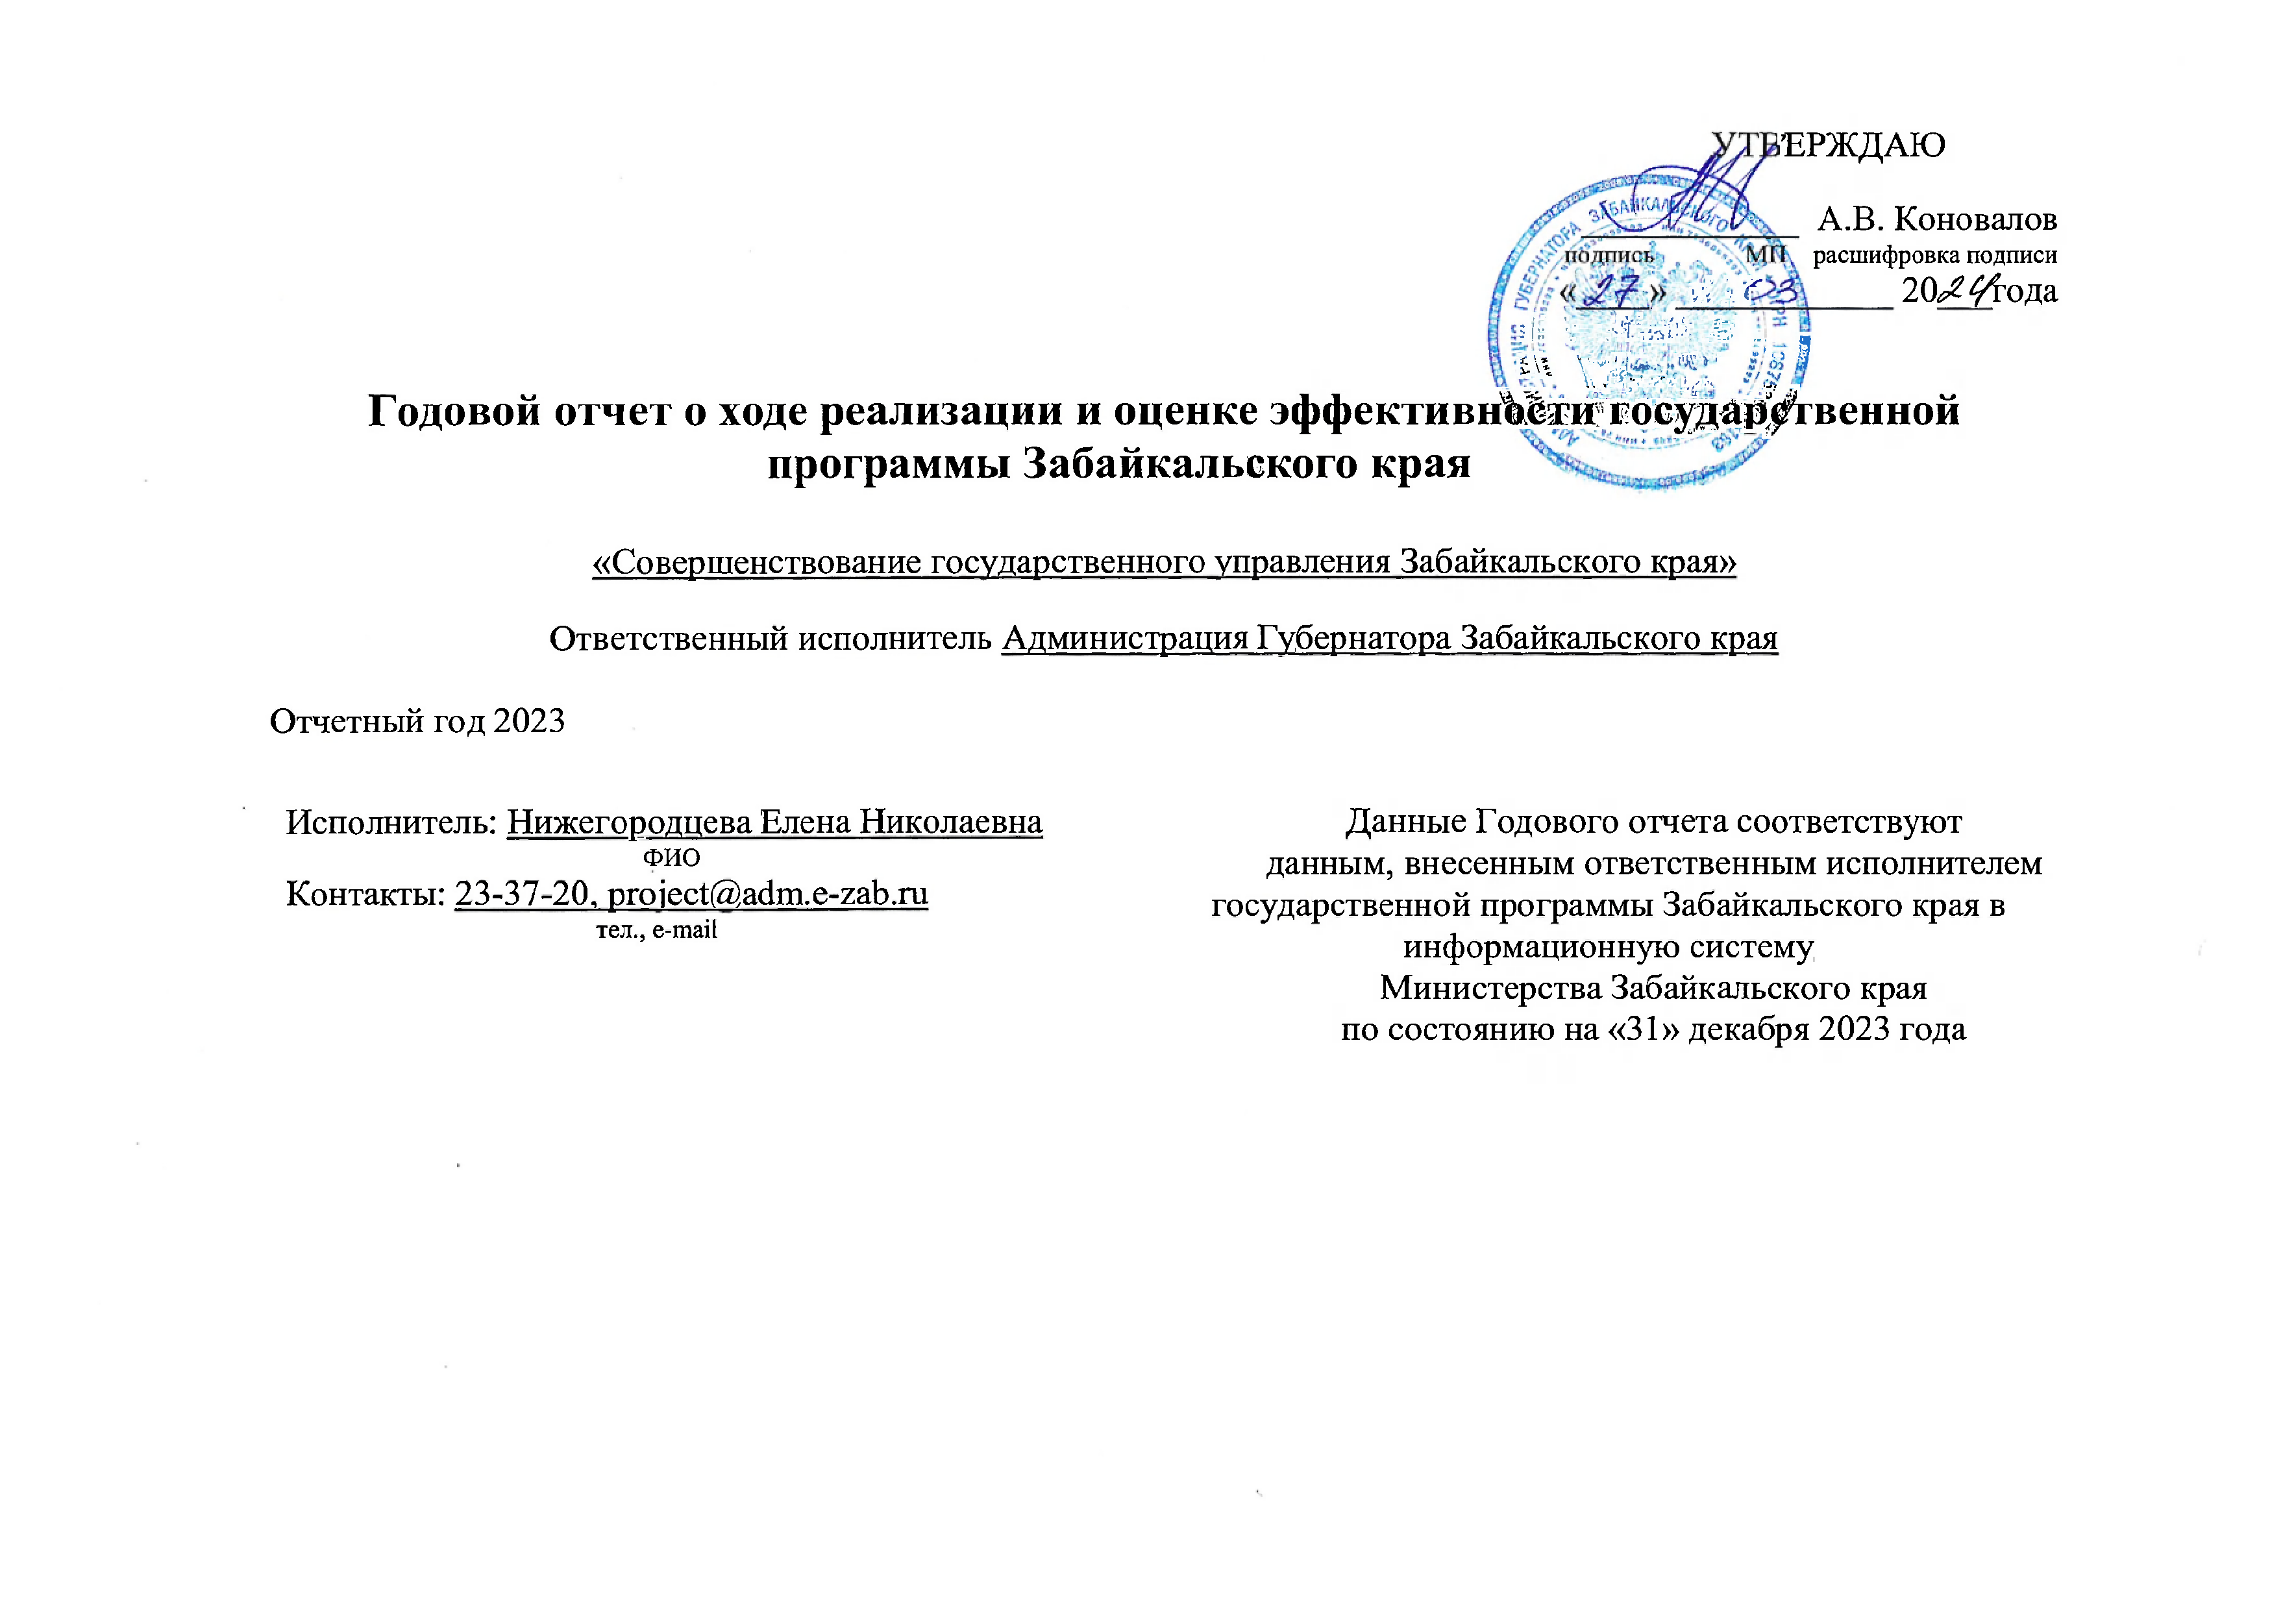 УТВЕРЖДАЮ
А.В. Коновалов
подпись МП расшифровка подписи
«27» 03 2024 года
ГУБЕРНАТОРА ЗАБАЙКАЛЬСКОГО
Годовой отчет о ходе реализации и оценке эффективности государственной
программы Забайкальского края
«Совершенствование государственного управления Забайкальского края»
Ответственный исполнитель Администрация Губернатора Забайкальского края
Отчетный год 2023
Исполнитель: Нижегородцева Елена Николаевна
ФИО
Контакты: 23-37-20, project@adm.e-zab.ru
тел., e-mail
Данные Годового отчета соответствуют
данным, внесенным ответственным исполнителем
государственной программы Забайкальского края в
информационную систему
Министерства Забайкальского края
по состоянию на «31» декабря 2023 года